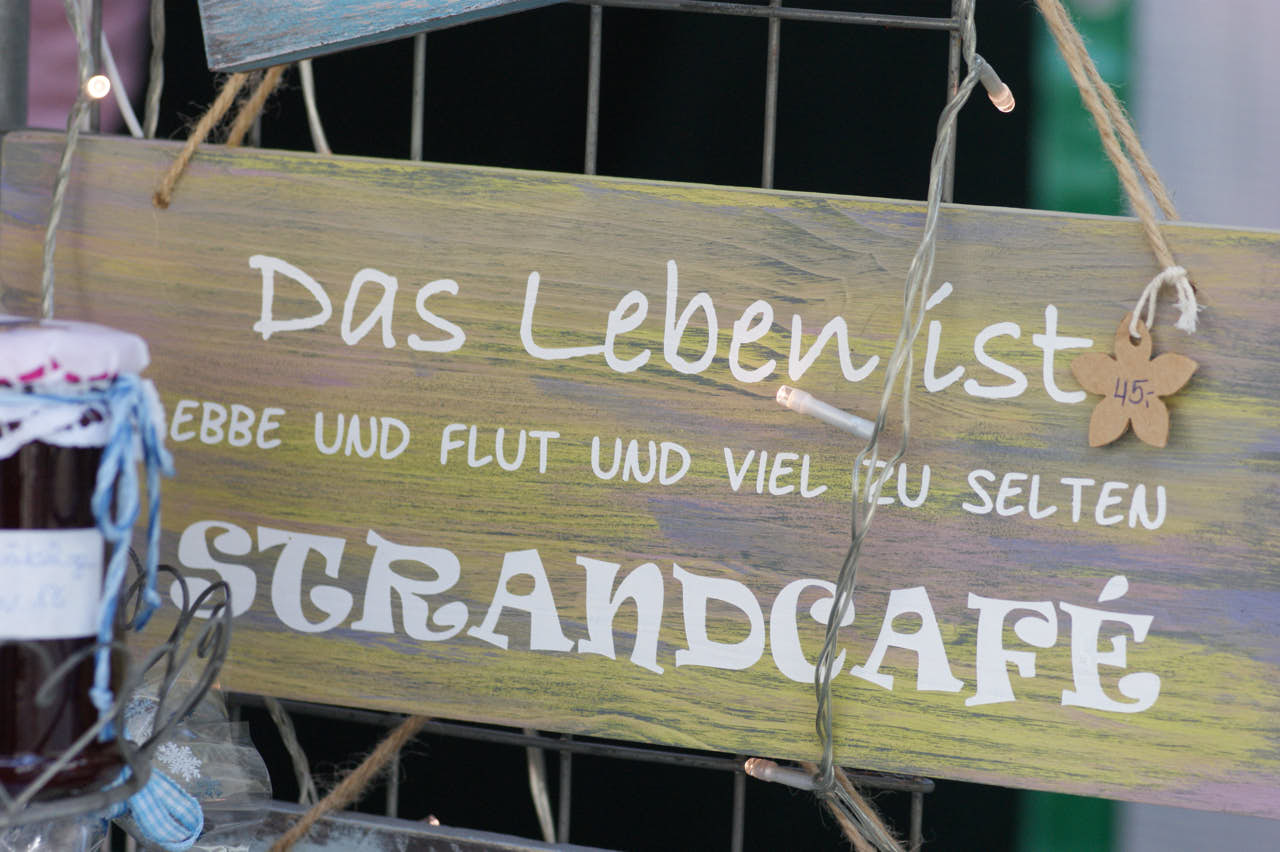 Das Leben ist
45,-
EBBE UND FLUT UND VIEL ZU SELTEN
STRANDCAFÉ